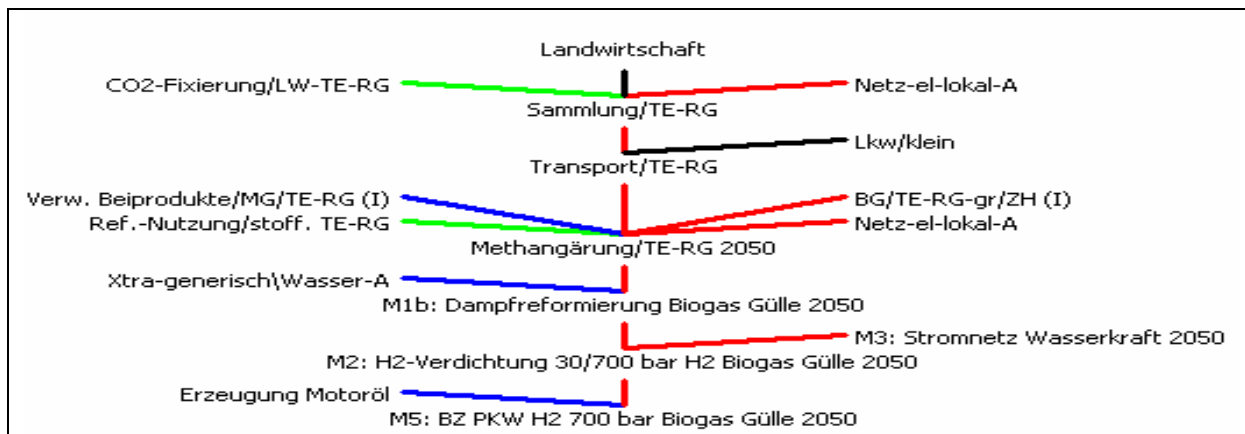 Landwirtschaft
CO2-Fixierung/LW-TE-RG
Netz-el-lokal-A
Sammlung/TE-RG
Lkw/klein
Transport/TE-RG
Verw. Beiprodukte/MG/TE-RG (I)
BG/TE-RG-gr/ZH (I)
Ref.-Nutzung/stoff. TE-RG
Netz-el-lokal-A
Methangärung/TE-RG 2050
Xtra-generisch\Wasser-A
M1b: Dampfreformierung Biogas Gülle 2050
M3: Stromnetz Wasserkraft 2050
M2: H2-Verdichtung 30/700 bar H2 Biogas Gülle 2050
Erzeugung Motoröl
M5: BZ PKW H2 700 bar Biogas Gülle 2050